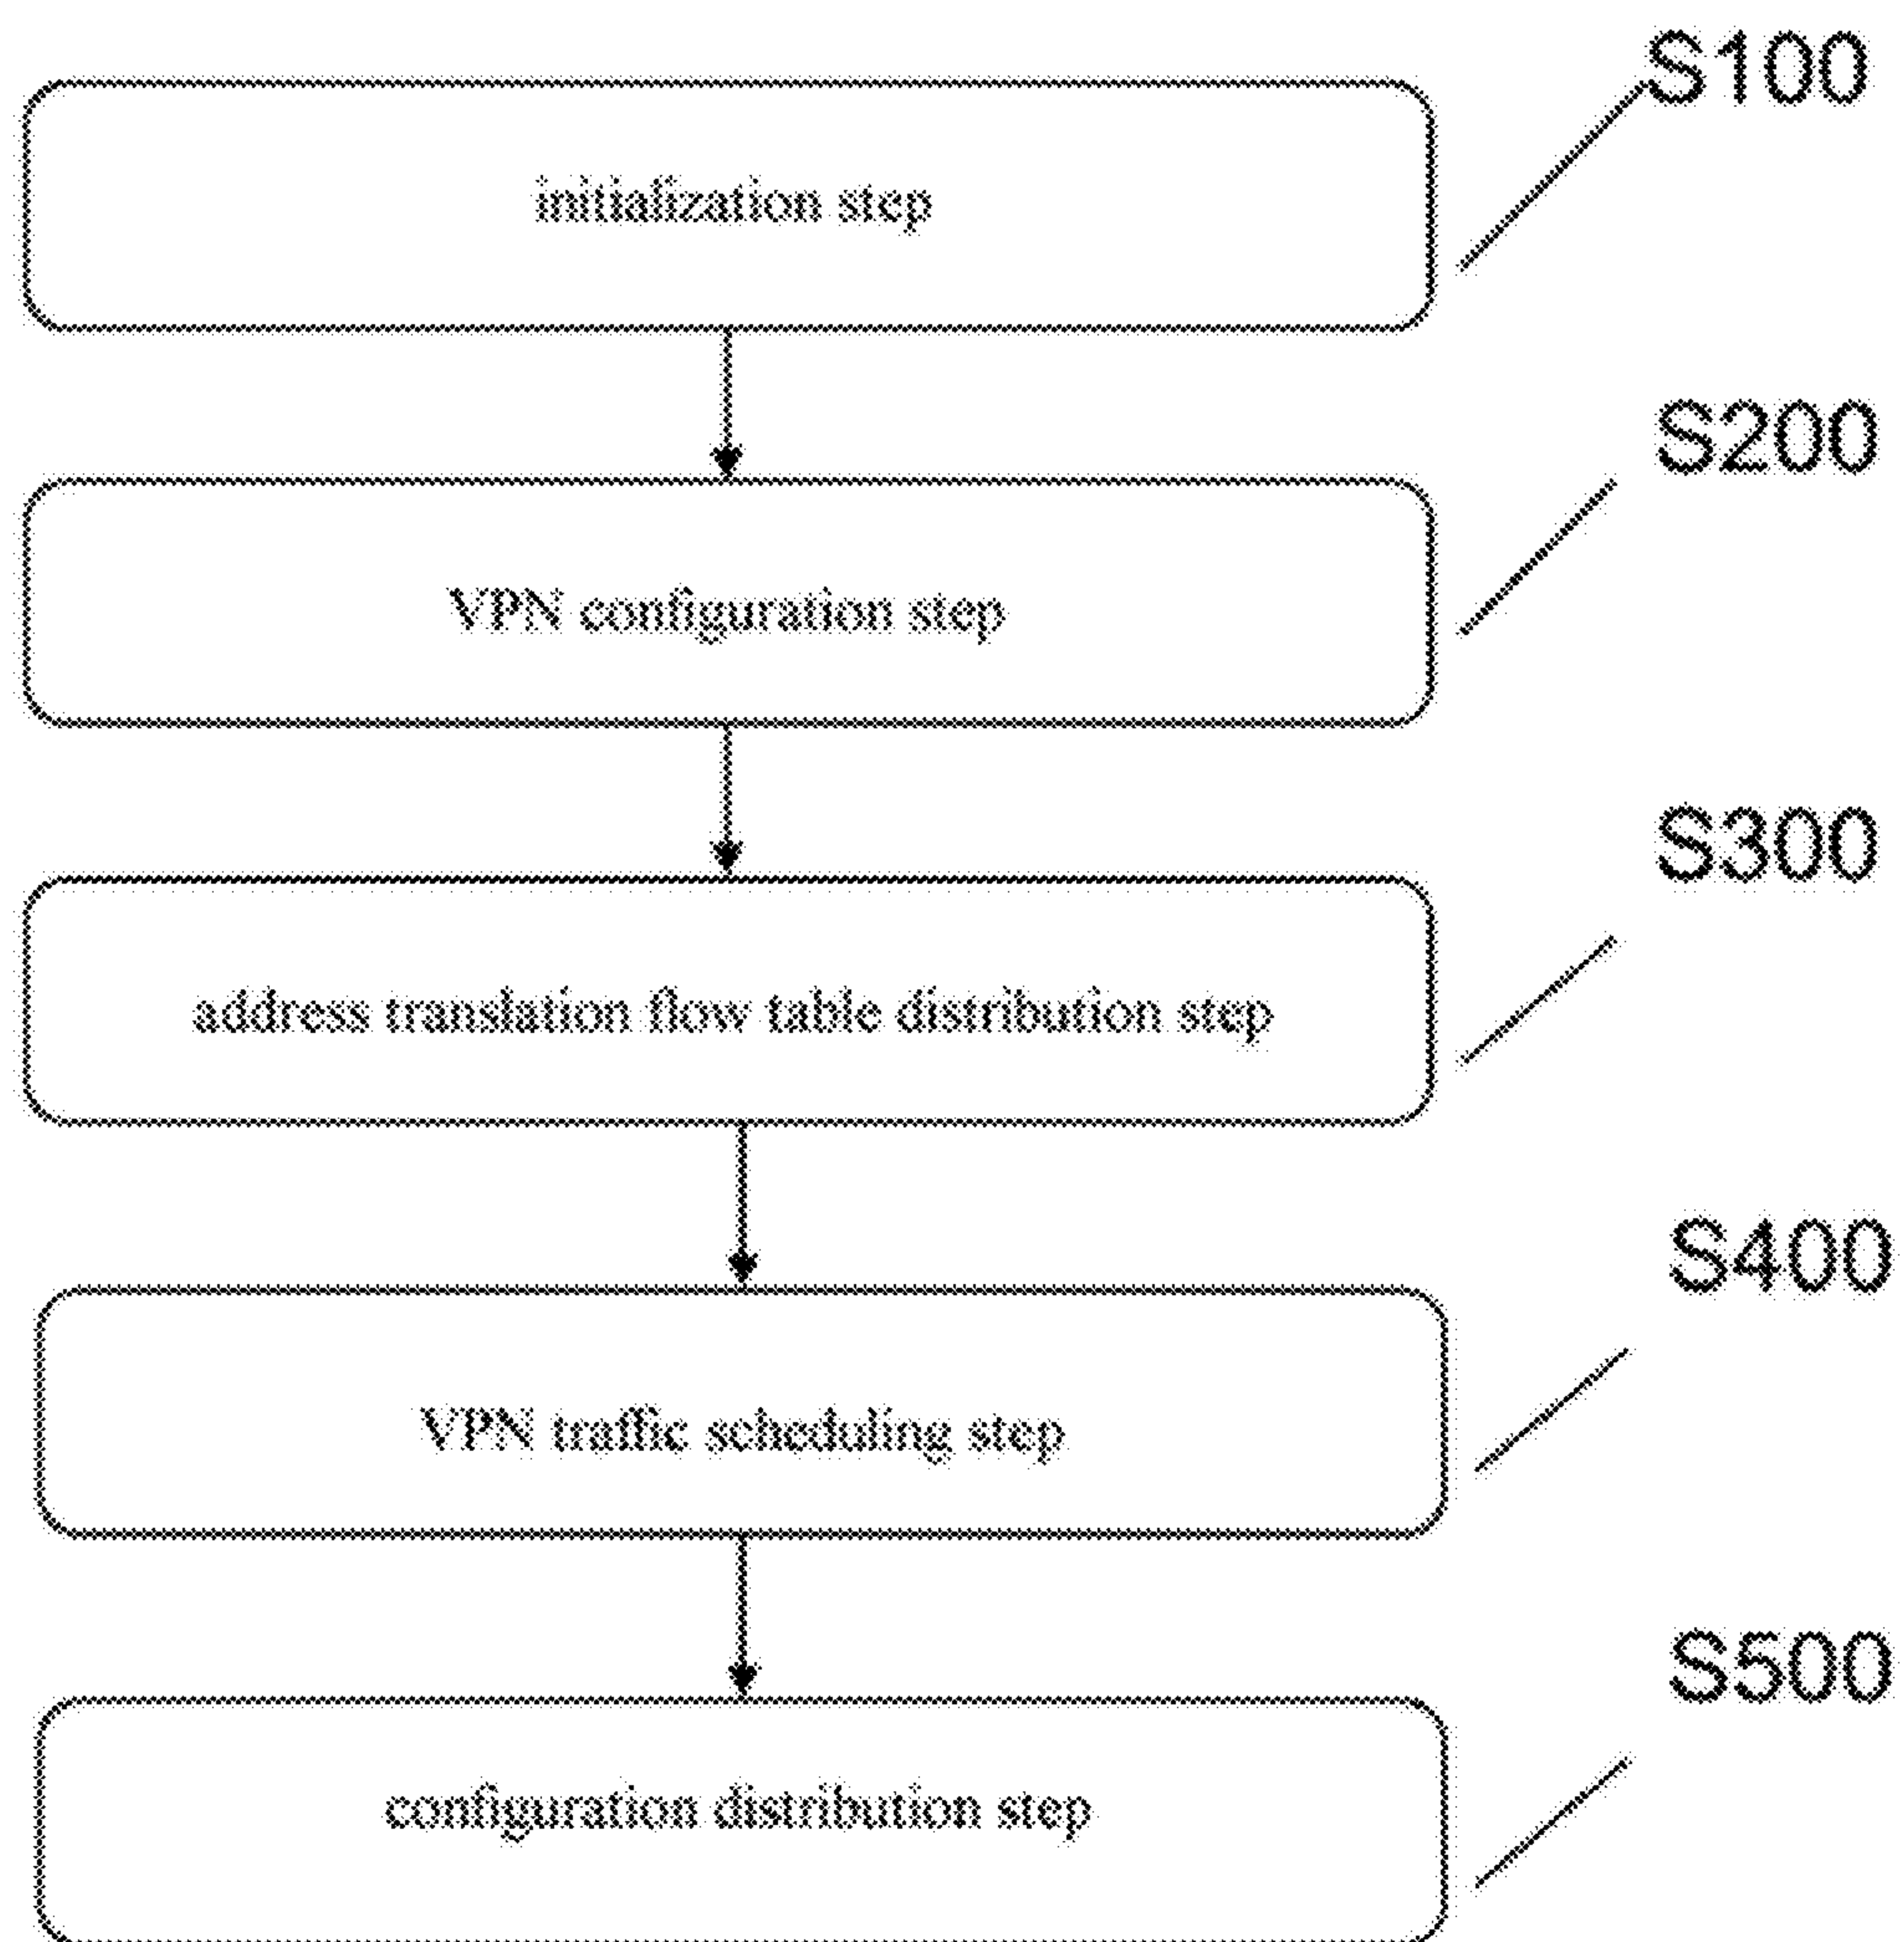 S100
initialization step
S200
VPN configuration step
S300
address translation flow table distribution step
S400
VPN traffic scheduling step
S500
configuration distribution step